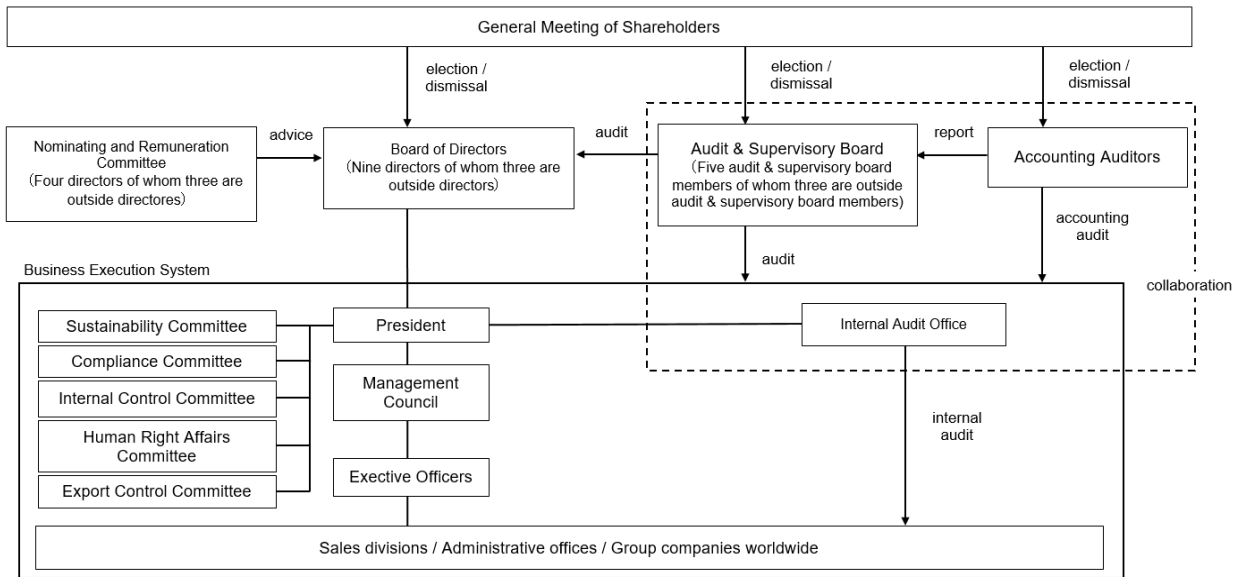 General Meeting of Shareholders
election /
dismissal
election /
dismissal
election /
dismissal
Nominating and Remuneration
Committee
(Four directors of whom three are
outside directores)
advice
Board of Directors
(Nine directors of whom three are
outside directors)
audit
Audit & Supervisory Board
(Five audit & supervisory board
members of whom three are outside
audit & supervisory board members)
report
Accounting Auditors
audit
accounting
audit
collaboration
Business Execution System
Sustainability Committee
Compliance Committee
Internal Control Committee
Human Right Affairs
Committee
Export Control Committee
President
Management
Council
Exective Officers
Internal Audit Office
internal
audit
Sales divisions / Administrative offices / Group companies worldwide